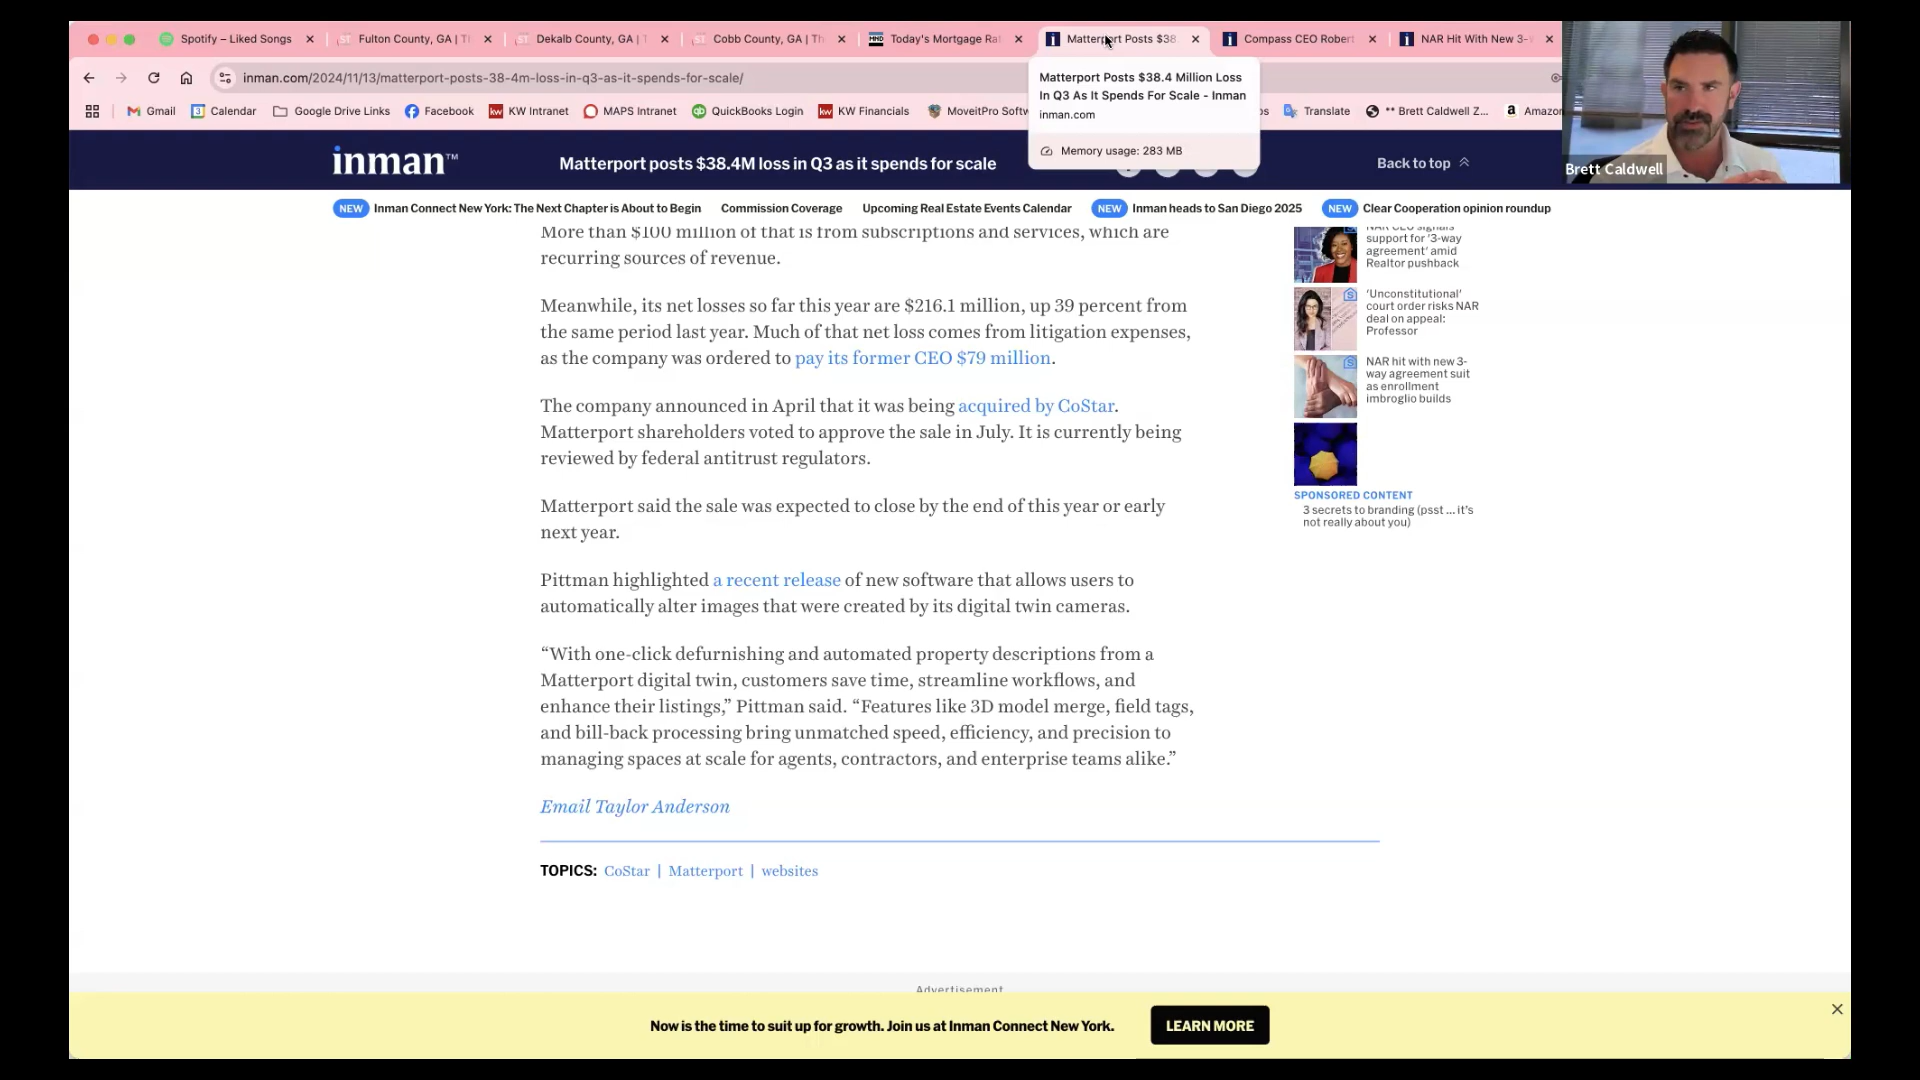 Spotify – Liked Songs
Fulton County, GA | T
Dekalb County, GA |
Cobb County, GA | Th
Today's Mortgage Ra
Matterport Posts $38
Compass CEO Robert
NAR Hit With New 3-
inman.com/2024/11/13/matterport-posts-38-4m-loss-in-q3-as-it-spends-for-scale/
Matterport Posts $38.4 Million Loss
In Q3 As It Spends For Scale - Inman
inman.com
Memory usage: 283 MB
Gmail
Calendar
Google Drive Links
Facebook
KW Intranet
MAPS Intranet
QuickBooks Login
KW Financials
MoveitPro Softw
Translate
** Brett Caldwell Z...
Amazon
Brett Caldwell
inman™
Matterport posts $38.4M loss in Q3 as it spends for scale
Back to top
NEW Inman Connect New York: The Next Chapter is About to Begin
Commission Coverage
Upcoming Real Estate Events Calendar
NEW Inman heads to San Diego 2025
NEW Clear Cooperation opinion roundup
More than $100 million of that is from subscriptions and services, which are
recurring sources of revenue.
Meanwhile, its net losses so far this year are $216.1 million, up 39 percent from
the same period last year. Much of that net loss comes from litigation expenses,
as the company was ordered to pay its former CEO $79 million.
The company announced in April that it was being acquired by CoStar.
Matterport shareholders voted to approve the sale in July. It is currently being
reviewed by federal antitrust regulators.
Matterport said the sale was expected to close by the end of this year or early
next year.
Pittman highlighted a recent release of new software that allows users to
automatically alter images that were created by its digital twin cameras.
“With one-click defurnishing and automated property descriptions from a
Matterport digital twin, customers save time, streamline workflows, and
enhance their listings,” Pittman said. “Features like 3D model merge, field tags,
and bill-back processing bring unmatched speed, efficiency, and precision to
managing spaces at scale for agents, contractors, and enterprise teams alike.”
Email Taylor Anderson
TOPICS: CoStar | Matterport | websites
NAR CEO signals
support for '3-way
agreement' amid
Realtor pushback
'Unconstitutional'
court order risks NAR
deal on appeal:
Professor
NAR hit with new 3-
way agreement suit
as enrollment
imbroglio builds
SPONSORED CONTENT
3 secrets to branding (psst ... it's
not really about you)
Advertisement
Now is the time to suit up for growth. Join us at Inman Connect New York.
LEARN MORE